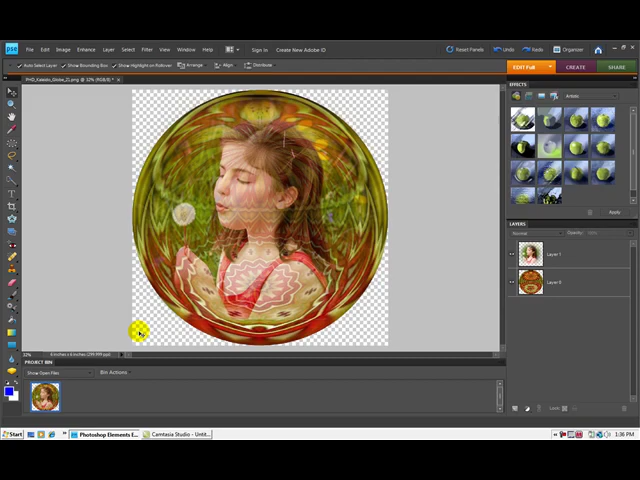 pse File Edit Image Enhance Layer Select Filter View Window Help Sign In Create New Adobe ID Reset Panels Undo Redo Organizer
Auto Select Layer Show Bounding Box Show Highlight on Rollover Arrange Align Distribute EDIT Full CREATE SHARE
EFFECTS
Artistic
Apply
LAYERS
Normal Opacity:
Layer 1
Layer 0
32%
PROJECT BIN
Show Open Files Bin Actions
Start Photoshop Elements E... Camtasia Studio - Untit... 1:36 PM